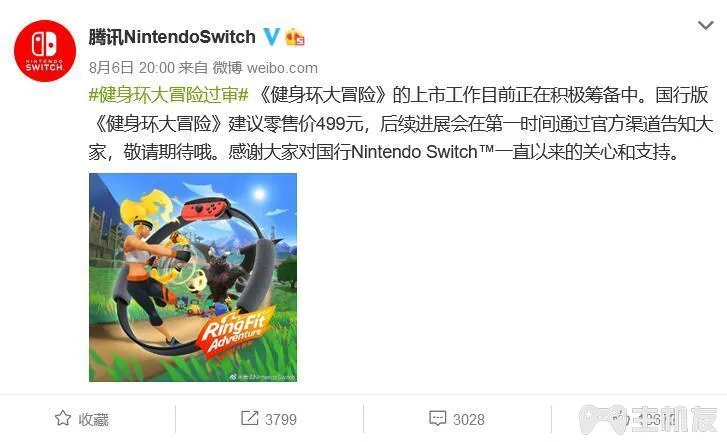 腾讯NintendoSwitch
NINTENDO
SWITCH
8月6日 20:00 来自 微博 weibo.com
#健身环大冒险过审# 《健身环大冒险》的上市工作目前正在积极筹备中。国行版
《健身环大冒险》建议零售价499元，后续进展会在第一时间通过官方渠道告知大
家，敬请期待哦。感谢大家对国行Nintendo Switch™一直以来的关心和支持。
RingFit
Adventure
@腾讯NintendoSwitch
收藏
3799
3028
主机友